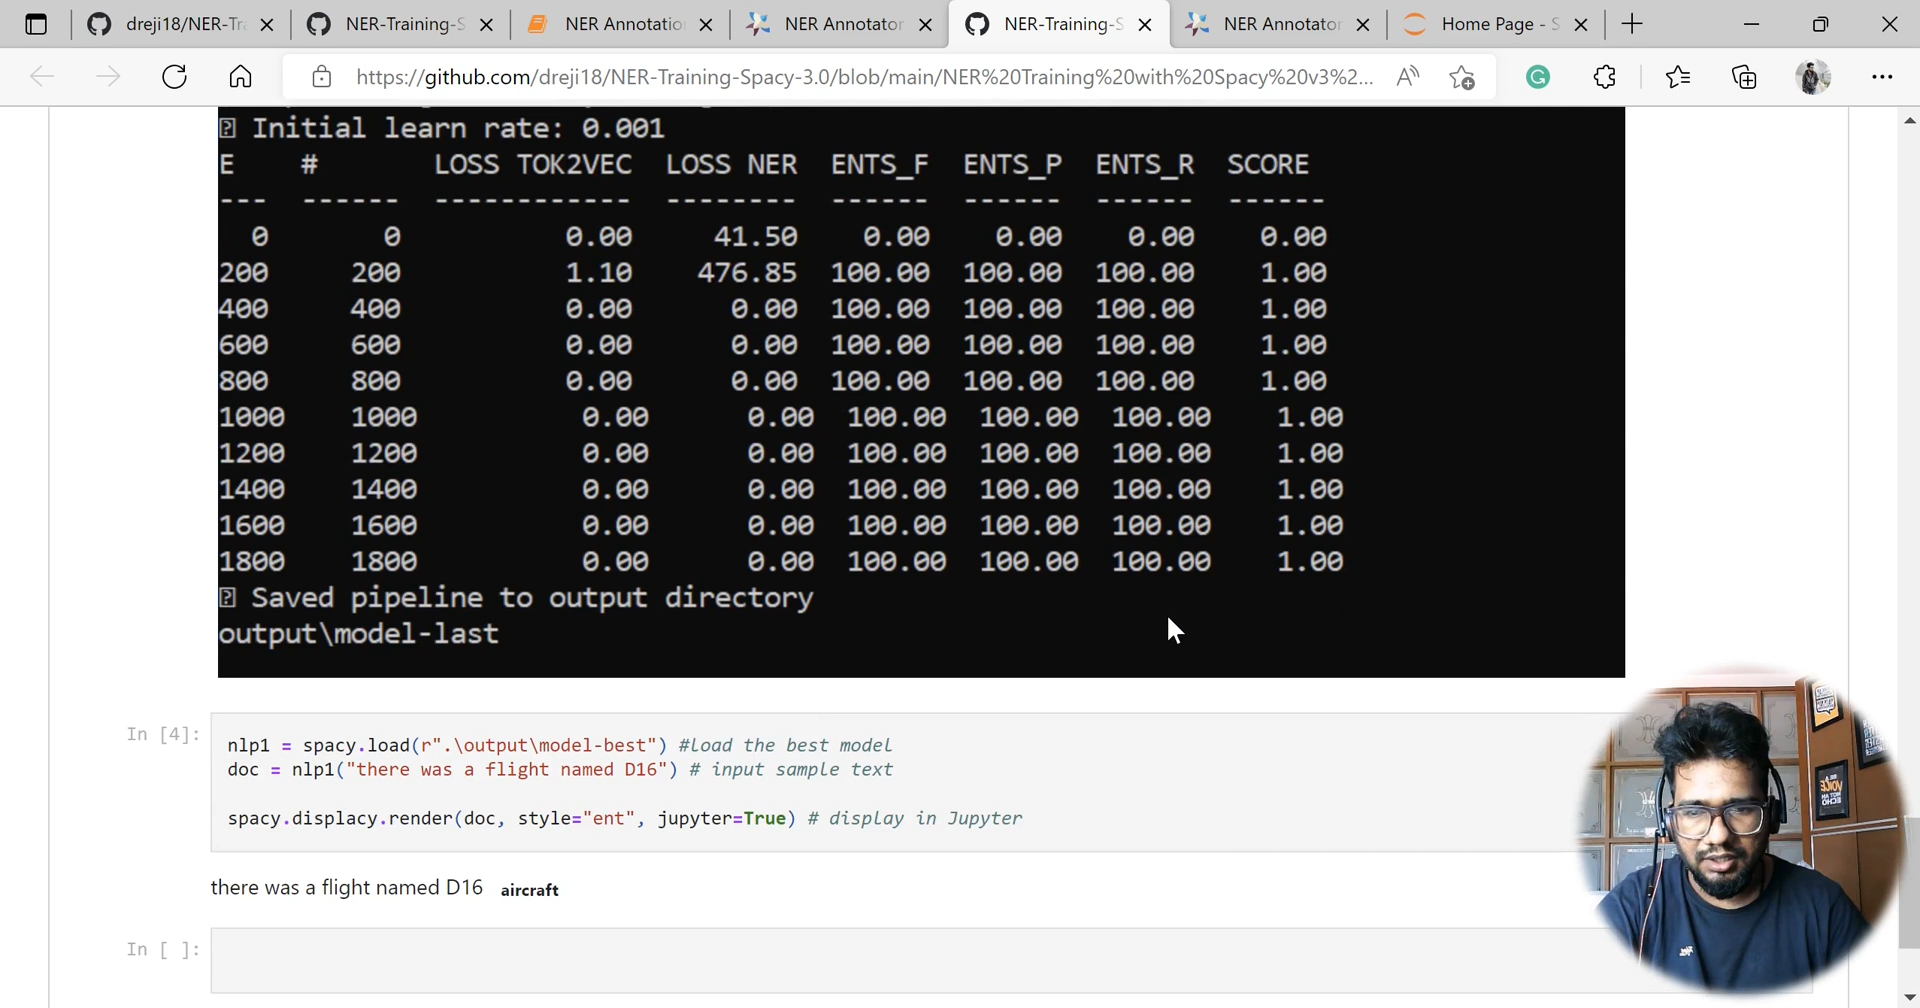 dreji18/NER-Tra
NER-Training-S
NER Annotation
NER Annotator
NER-Training-S
NER Annotator
Home Page - S
https://github.com/dreji18/NER-Training-Spacy-3.0/blob/main/NER%20Training%20with%20Spacy%20v3%2...
Initial learn rate: 0.001
E # LOSS TOK2VEC LOSS NER ENTS_F ENTS_P ENTS_R SCORE
--- ------ ------------ -------- ------ ------ ------ ------
0 0 0.00 41.50 0.00 0.00 0.00 0.00
200 200 1.10 476.85 100.00 100.00 100.00 1.00
400 400 0.00 0.00 100.00 100.00 100.00 1.00
600 600 0.00 0.00 100.00 100.00 100.00 1.00
800 800 0.00 0.00 100.00 100.00 100.00 1.00
1000 1000 0.00 0.00 100.00 100.00 100.00 1.00
1200 1200 0.00 0.00 100.00 100.00 100.00 1.00
1400 1400 0.00 0.00 100.00 100.00 100.00 1.00
1600 1600 0.00 0.00 100.00 100.00 100.00 1.00
1800 1800 0.00 0.00 100.00 100.00 100.00 1.00
Saved pipeline to output directory
output\model-last
In [4]:
nlp1 = spacy.load(r".\output\model-best") #load the best model
doc = nlp1("there was a flight named D16") # input sample text
spacy.displacy.render(doc, style="ent", jupyter=True) # display in Jupyter
there was a flight named D16 aircraft
In [ ]: